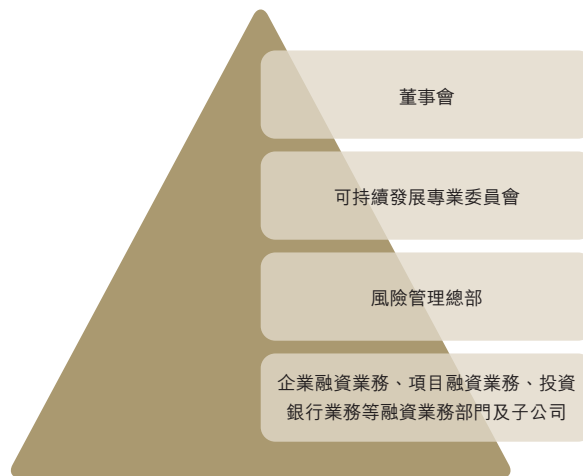 董事會
可持續發展專業委員會
風險管理總部
企業融資業務、項目融資業務、投資
銀行業務等融資業務部門及子公司